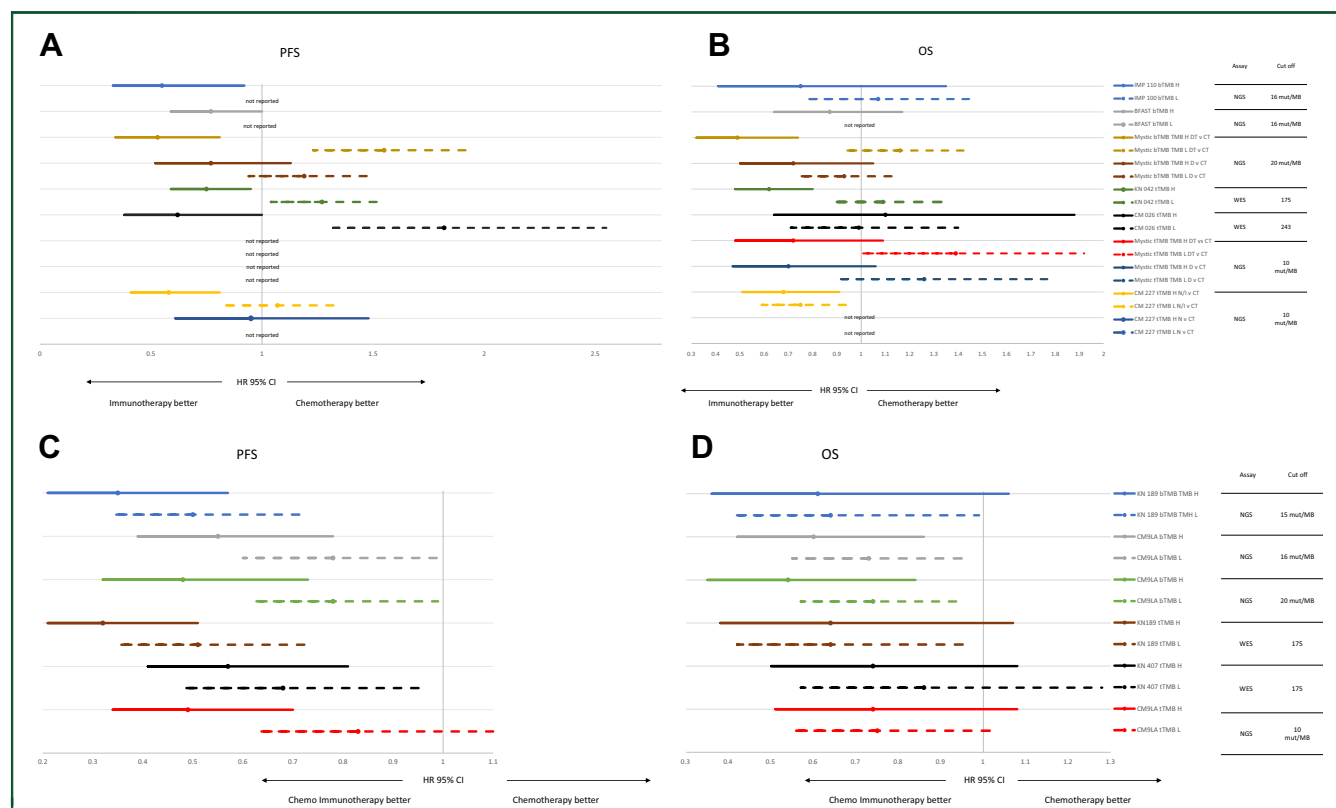 A
PFS
not reported
not reported
not reported
not reported
not reported
not reported
not reported
0
0.5
1
1.5
2
2.5
HR 95% CI
Immunotherapy better
Chemotherapy better
B
OS
not reported
not reported
not reported
0.3
0.4
0.5
0.6
0.7
0.8
0.9
1
1.1
1.2
1.3
1.4
1.5
1.6
1.7
1.8
1.9
2
HR 95% CI
Immunotherapy better
Chemotherapy better
IMP 110 bTMB H
IMP 100 bTMB L
BFAST bTMB H
BFAST bTMB L
Mystic bTMB TMB H DT v CT
Mystic bTMB TMB L DT v CT
Mystic bTMB TMB H D v CT
Mystic bTMB TMB L D v CT
KN 042 tTMB H
KN 042 tTMB L
CM 026 tTMB H
CM 026 tTMB L
Mystic tTMB TMB H DT vs CT
Mystic tTMB TMB L DT v CT
Mystic tTMB TMB H D v CT
Mystic tTMB TMB L D v CT
CM 227 tTMB H N/I v CT
CM 227 tTMB L N/I v CT
CM 227 tTMB H N v CT
CM 227 tTMB L N v CT
Assay Cut off
NGS 16 mut/MB
NGS 16 mut/MB
NGS 20 mut/MB
WES 175
WES 243
NGS 10
mut/MB
NGS 10
mut/MB
C
PFS
0.2
0.3
0.4
0.5
0.6
0.7
0.8
0.9
1
1.1
HR 95% CI
Chemo Immunotherapy better
Chemotherapy better
D
OS
0.3
0.4
0.5
0.6
0.7
0.8
0.9
1
1.1
1.2
1.3
HR 95% CI
Chemo Immunotherapy better
Chemotherapy better
KN 189 bTMB TMB H
KN 189 bTMB TMH L
CM9LA bTMB H
CM9LA bTMB L
CM9LA bTMB H
CM9LA bTMB L
KN189 tTMB H
KN 189 tTMB L
KN 407 tTMB H
KN 407 tTMB L
CM9LA tTMB H
CM9LA tTMB L
Assay Cut off
NGS 15 mut/MB
NGS 16 mut/MB
NGS 20 mut/MB
WES 175
WES 175
NGS 10
mut/MB